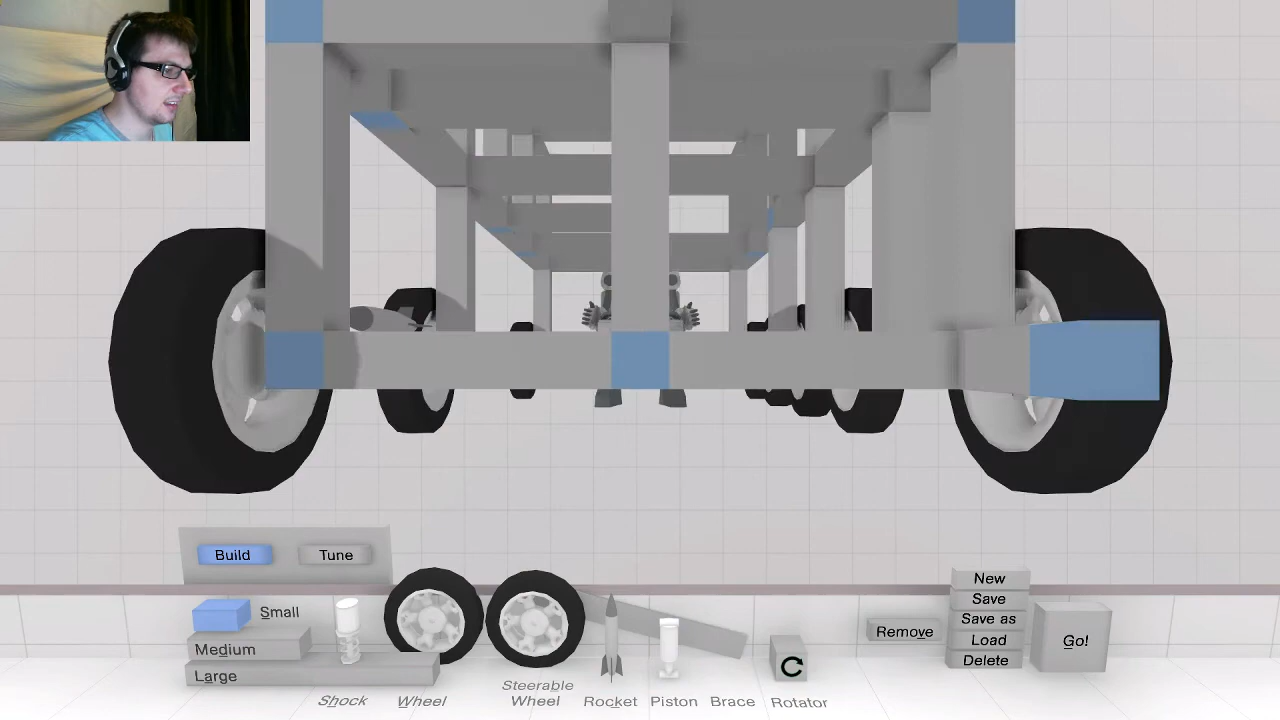 Build
Tune
Small
Medium
Large
Shock
Wheel
Steerable
Wheel
Rocket
Piston
Brace
Rotator
Remove
New
Save
Save as
Load
Delete
Go!